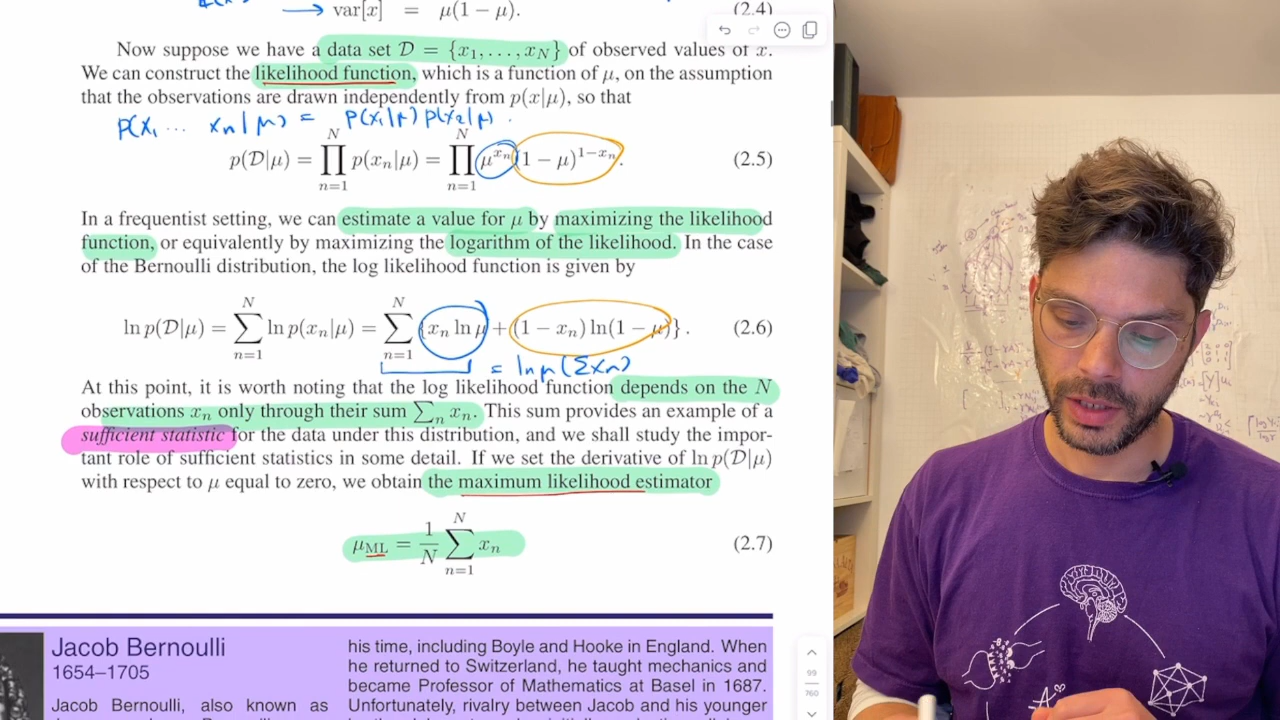 var[x] = μ(1 − μ). (2.4)
Now suppose we have a data set D = {x1, . . . , xN} of observed values of x.
We can construct the likelihood function, which is a function of μ, on the assumption
that the observations are drawn independently from p(x|μ), so that
p(x1 ... xn|μ) = p(x1|μ) p(x2|μ) .
p(D|μ) = ∏_{n=1}^{N} p(xn|μ) = ∏_{n=1}^{N} μ^{xn}(1 − μ)^{1−xn}. (2.5)
In a frequentist setting, we can estimate a value for μ by maximizing the likelihood
function, or equivalently by maximizing the logarithm of the likelihood. In the case
of the Bernoulli distribution, the log likelihood function is given by
ln p(D|μ) = ∑_{n=1}^{N} ln p(xn|μ) = ∑_{n=1}^{N} {xn ln μ + (1 − xn) ln(1 − μ)} . (2.6)
= ln μ (Σxn)
At this point, it is worth noting that the log likelihood function depends on the N
observations xn only through their sum ∑n xn. This sum provides an example of a
sufficient statistic for the data under this distribution, and we shall study the impor-
tant role of sufficient statistics in some detail. If we set the derivative of ln p(D|μ)
with respect to μ equal to zero, we obtain the maximum likelihood estimator
μML = 1/N ∑_{n=1}^{N} xn (2.7)
Jacob Bernoulli
1654–1705
Jacob Bernoulli, also known as
his time, including Boyle and Hooke in England. When
he returned to Switzerland, he taught mechanics and
became Professor of Mathematics at Basel in 1687.
Unfortunately, rivalry between Jacob and his younger
99
760